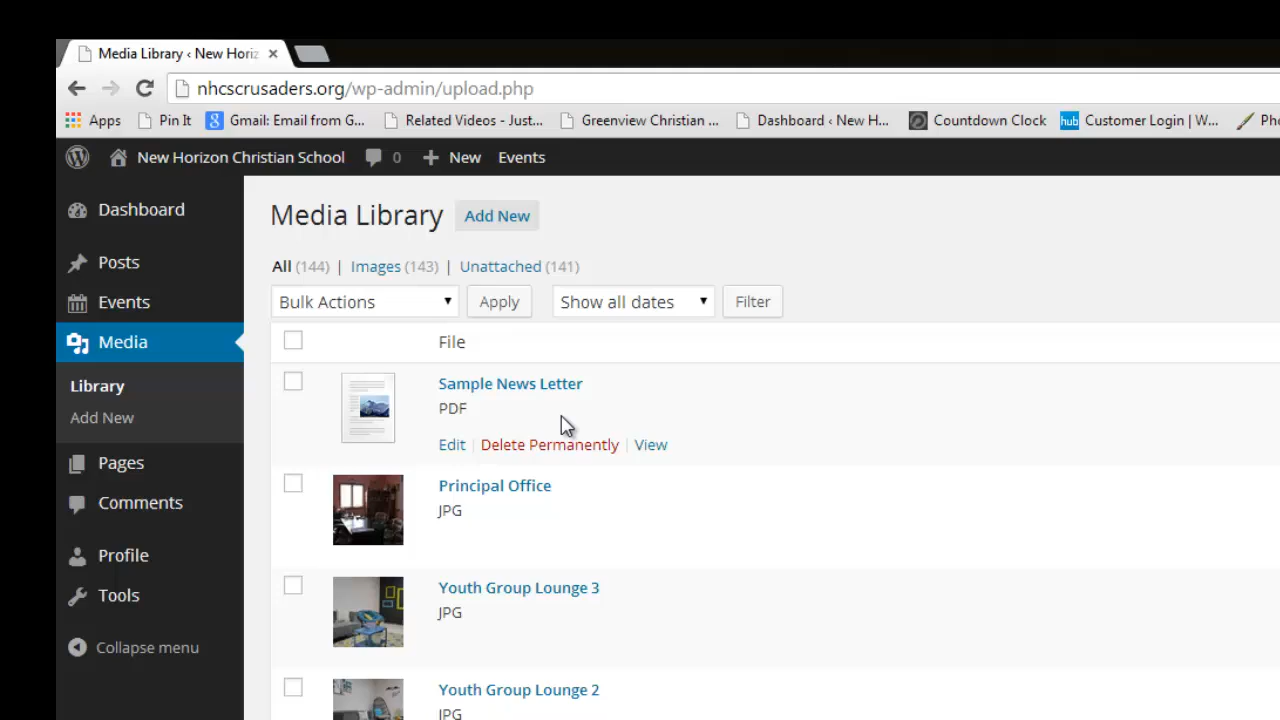 Media Library ‹ New Horiz
nhcscrusaders.org/wp-admin/upload.php
Apps Pin It Gmail: Email from G... Related Videos - Just... Greenview Christian ... Dashboard ‹ New H... Countdown Clock hub Customer Login | W... Pho
New Horizon Christian School 0 New Events
Dashboard
Posts
Events
Media
Library
Add New
Pages
Comments
Profile
Tools
Collapse menu
Media Library Add New
All (144) | Images (143) | Unattached (141)
Bulk Actions Apply Show all dates Filter
File
Sample News Letter
PDF
Edit | Delete Permanently | View
Principal Office
JPG
Youth Group Lounge 3
JPG
Youth Group Lounge 2
JPG